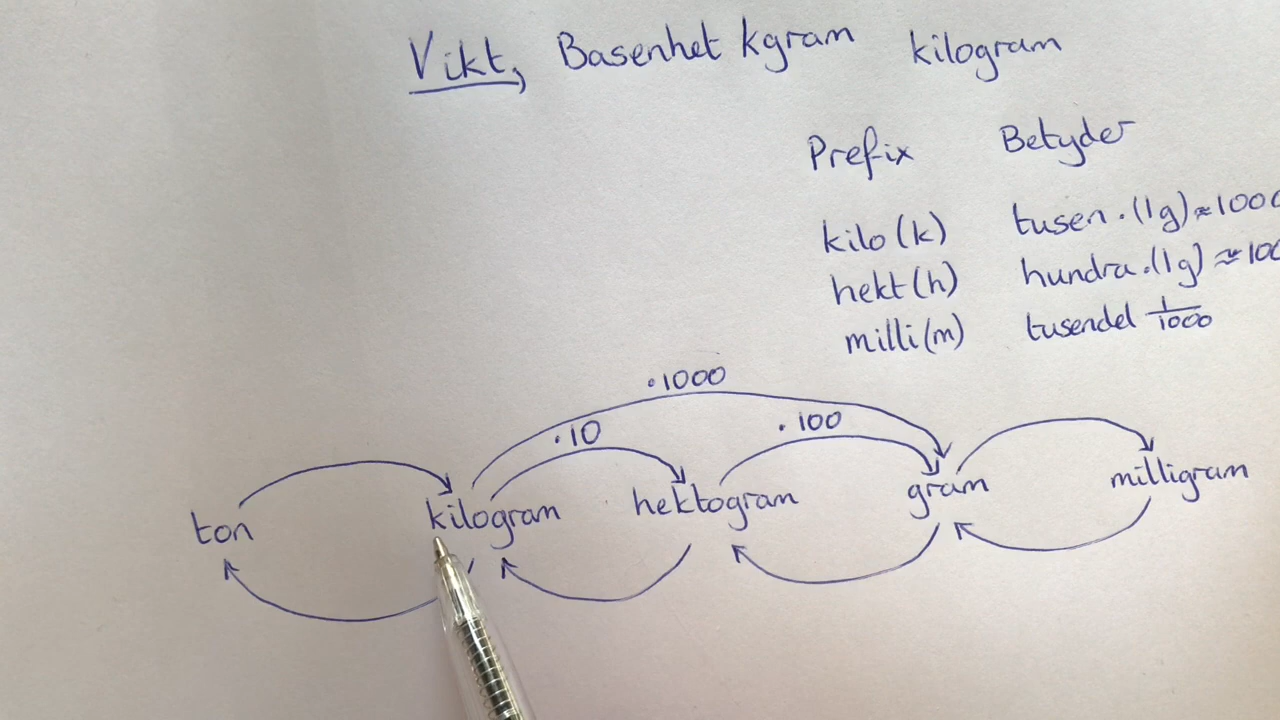 Vikt, Basenhet kgram kilogram
Prefix Betyder
kilo (k) tusen · (1g) ≈ 1000
hekt (h) hundra · (1g) ≈ 100
milli (m) tusendel 1/1000
·1000
·10 ·100
ton kilogram hektogram gram milligram